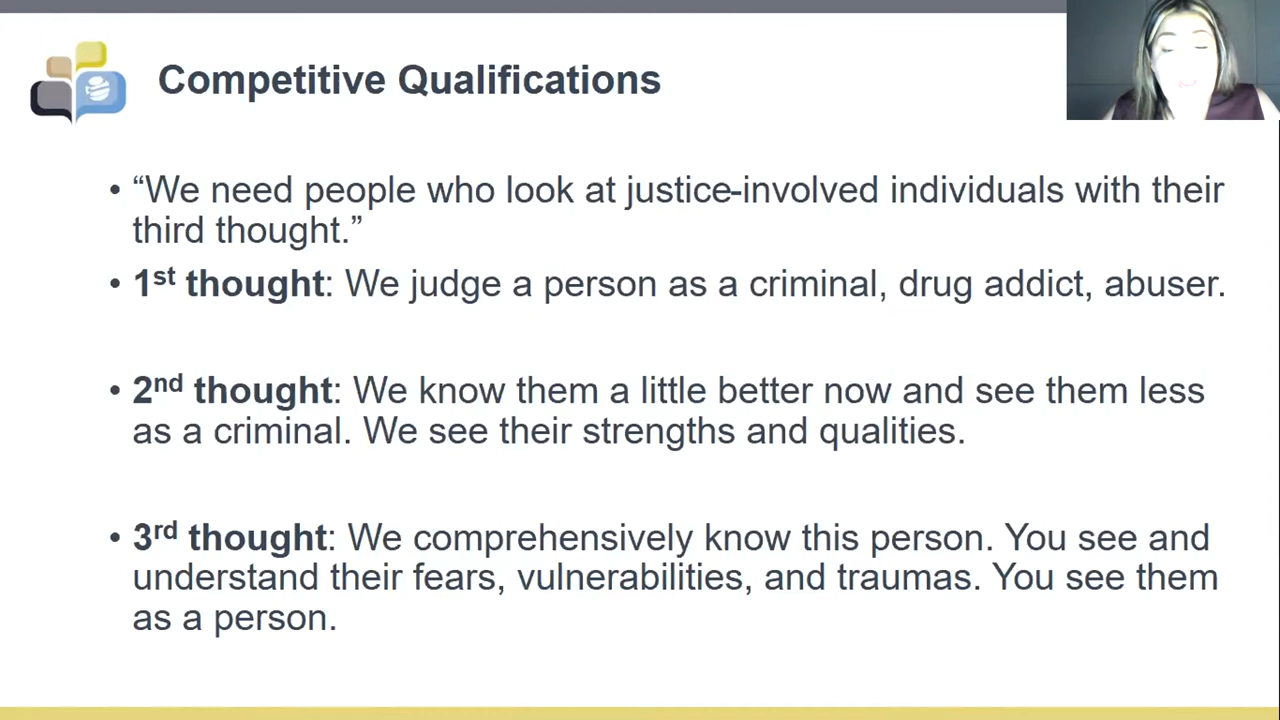 Competitive Qualifications
• “We need people who look at justice-involved individuals with their
third thought.”
• 1st thought: We judge a person as a criminal, drug addict, abuser.
• 2nd thought: We know them a little better now and see them less
as a criminal. We see their strengths and qualities.
• 3rd thought: We comprehensively know this person. You see and
understand their fears, vulnerabilities, and traumas. You see them
as a person.